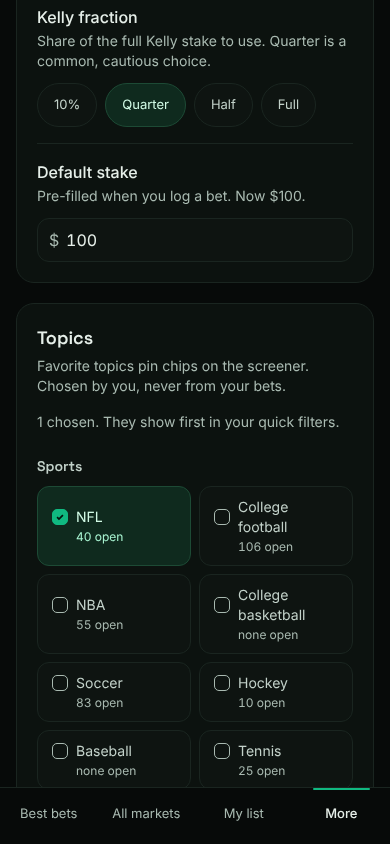 Kelly fraction
Share of the full Kelly stake to use. Quarter is a
common, cautious choice.
10%
Quarter
Half
Full
Default stake
Pre-filled when you log a bet. Now $100.
$ 100
Topics
Favorite topics pin chips on the screener.
Chosen by you, never from your bets.
1 chosen. They show first in your quick filters.
Sports
NFL
40 open
College
football
106 open
NBA
55 open
College
basketball
none open
Soccer
83 open
Hockey
10 open
Baseball
none open
Tennis
25 open
Best bets
All markets
My list
More